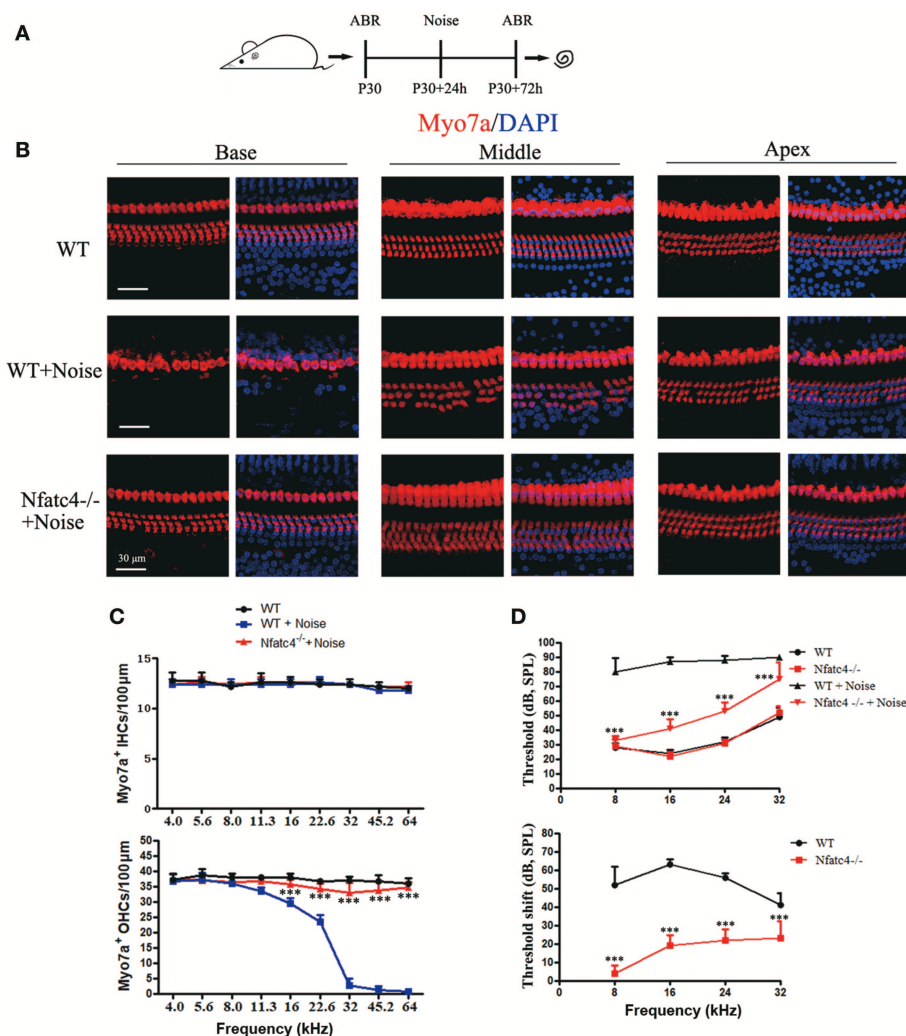 A
ABR Noise ABR
P30 P30+24h P30+72h
Myo7a/DAPI
B
Base Middle Apex
WT
WT+Noise
Nfatc4-/-
+Noise
30 μm
C
WT
WT + Noise
Nfatc4-/-+ Noise
Myo7a+ IHCs/100μm
15
10
5
0
4.0 5.6 8.0 11.3 16 22.6 32 45.2 64
Myo7a+ OHCs/100μm
50
45
40
35
30
25
20
15
10
5
0
*** *** *** *** ***
4.0 5.6 8.0 11.3 16 22.6 32 45.2 64
Frequency (kHz)
D
WT
Nfatc4-/-
WT + Noise
Nfatc4 -/- + Noise
Threshold (dB, SPL)
100
90
80
70
60
50
40
30
20
10
0
*** *** *** ***
0 8 16 24 32
WT
Nfatc4-/-
Threshold shift (dB, SPL)
80
70
60
50
40
30
20
10
0
*** *** *** ***
0 8 16 24 32
Frequency (kHz)